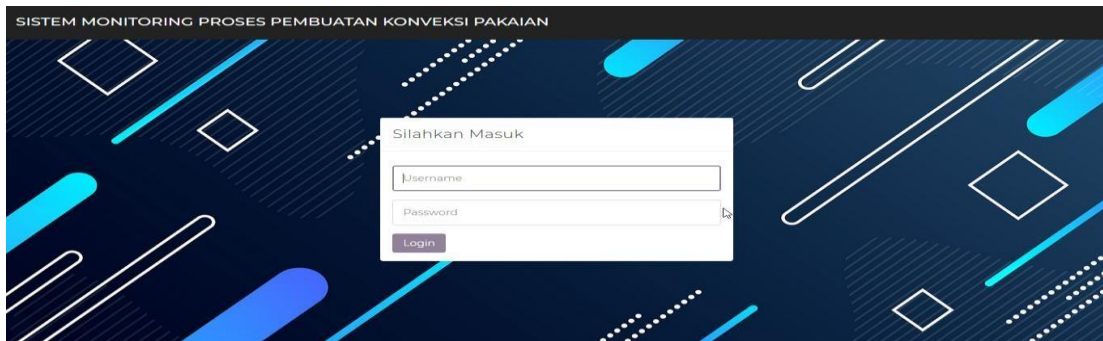 SISTEM MONITORING PROSES PEMBUATAN KONVEKSI PAKAIAN
Silahkan Masuk
Username
Password
Login